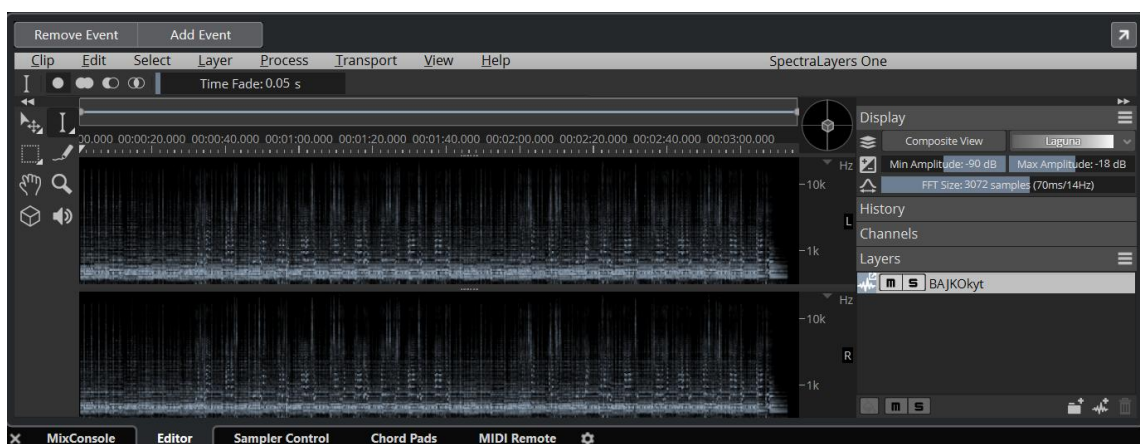 Remove Event Add Event
Clip Edit Select Layer Process Transport View Help SpectraLayers One
Time Fade: 0.05 s
Display
00.000 00:00:20.000 00:00:40.000 00:01:00.000 00:01:20.000 00:01:40.000 00:02:00.000 00:02:20.000 00:02:40.000 00:03:00.000
Composite View Laguna
Hz
Min Amplitude: -90 dB Max Amplitude: -18 dB
-10k
FFT Size: 3072 samples (70ms/14Hz)
History
L
Channels
-1k
Layers
m s BAJKOkyt
Hz
-10k
R
-1k
m s
MixConsole Editor Sampler Control Chord Pads MIDI Remote